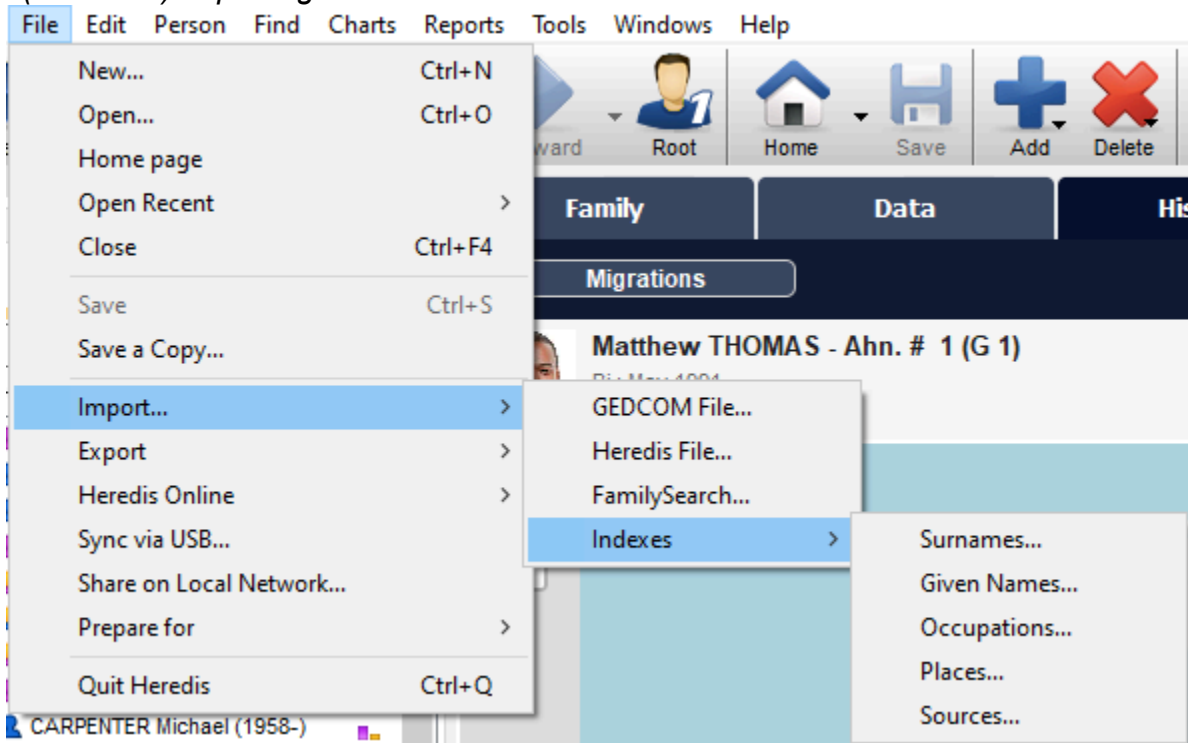 File Edit Person Find Charts Reports Tools Windows Help
New... Ctrl+N
Open... Ctrl+O
Home page
Open Recent
Close Ctrl+F4
Save Ctrl+S
Save a Copy...
Import...
Export
Heredis Online
Sync via USB...
Share on Local Network...
Prepare for
Quit Heredis Ctrl+Q
ward Root Home Save Add Delete
Family Data His
Migrations
Matthew THOMAS - Ahn. # 1 (G 1)
GEDCOM File...
Heredis File...
FamilySearch...
Indexes
Surnames...
Given Names...
Occupations...
Places...
Sources...
CARPENTER Michael (1958-)